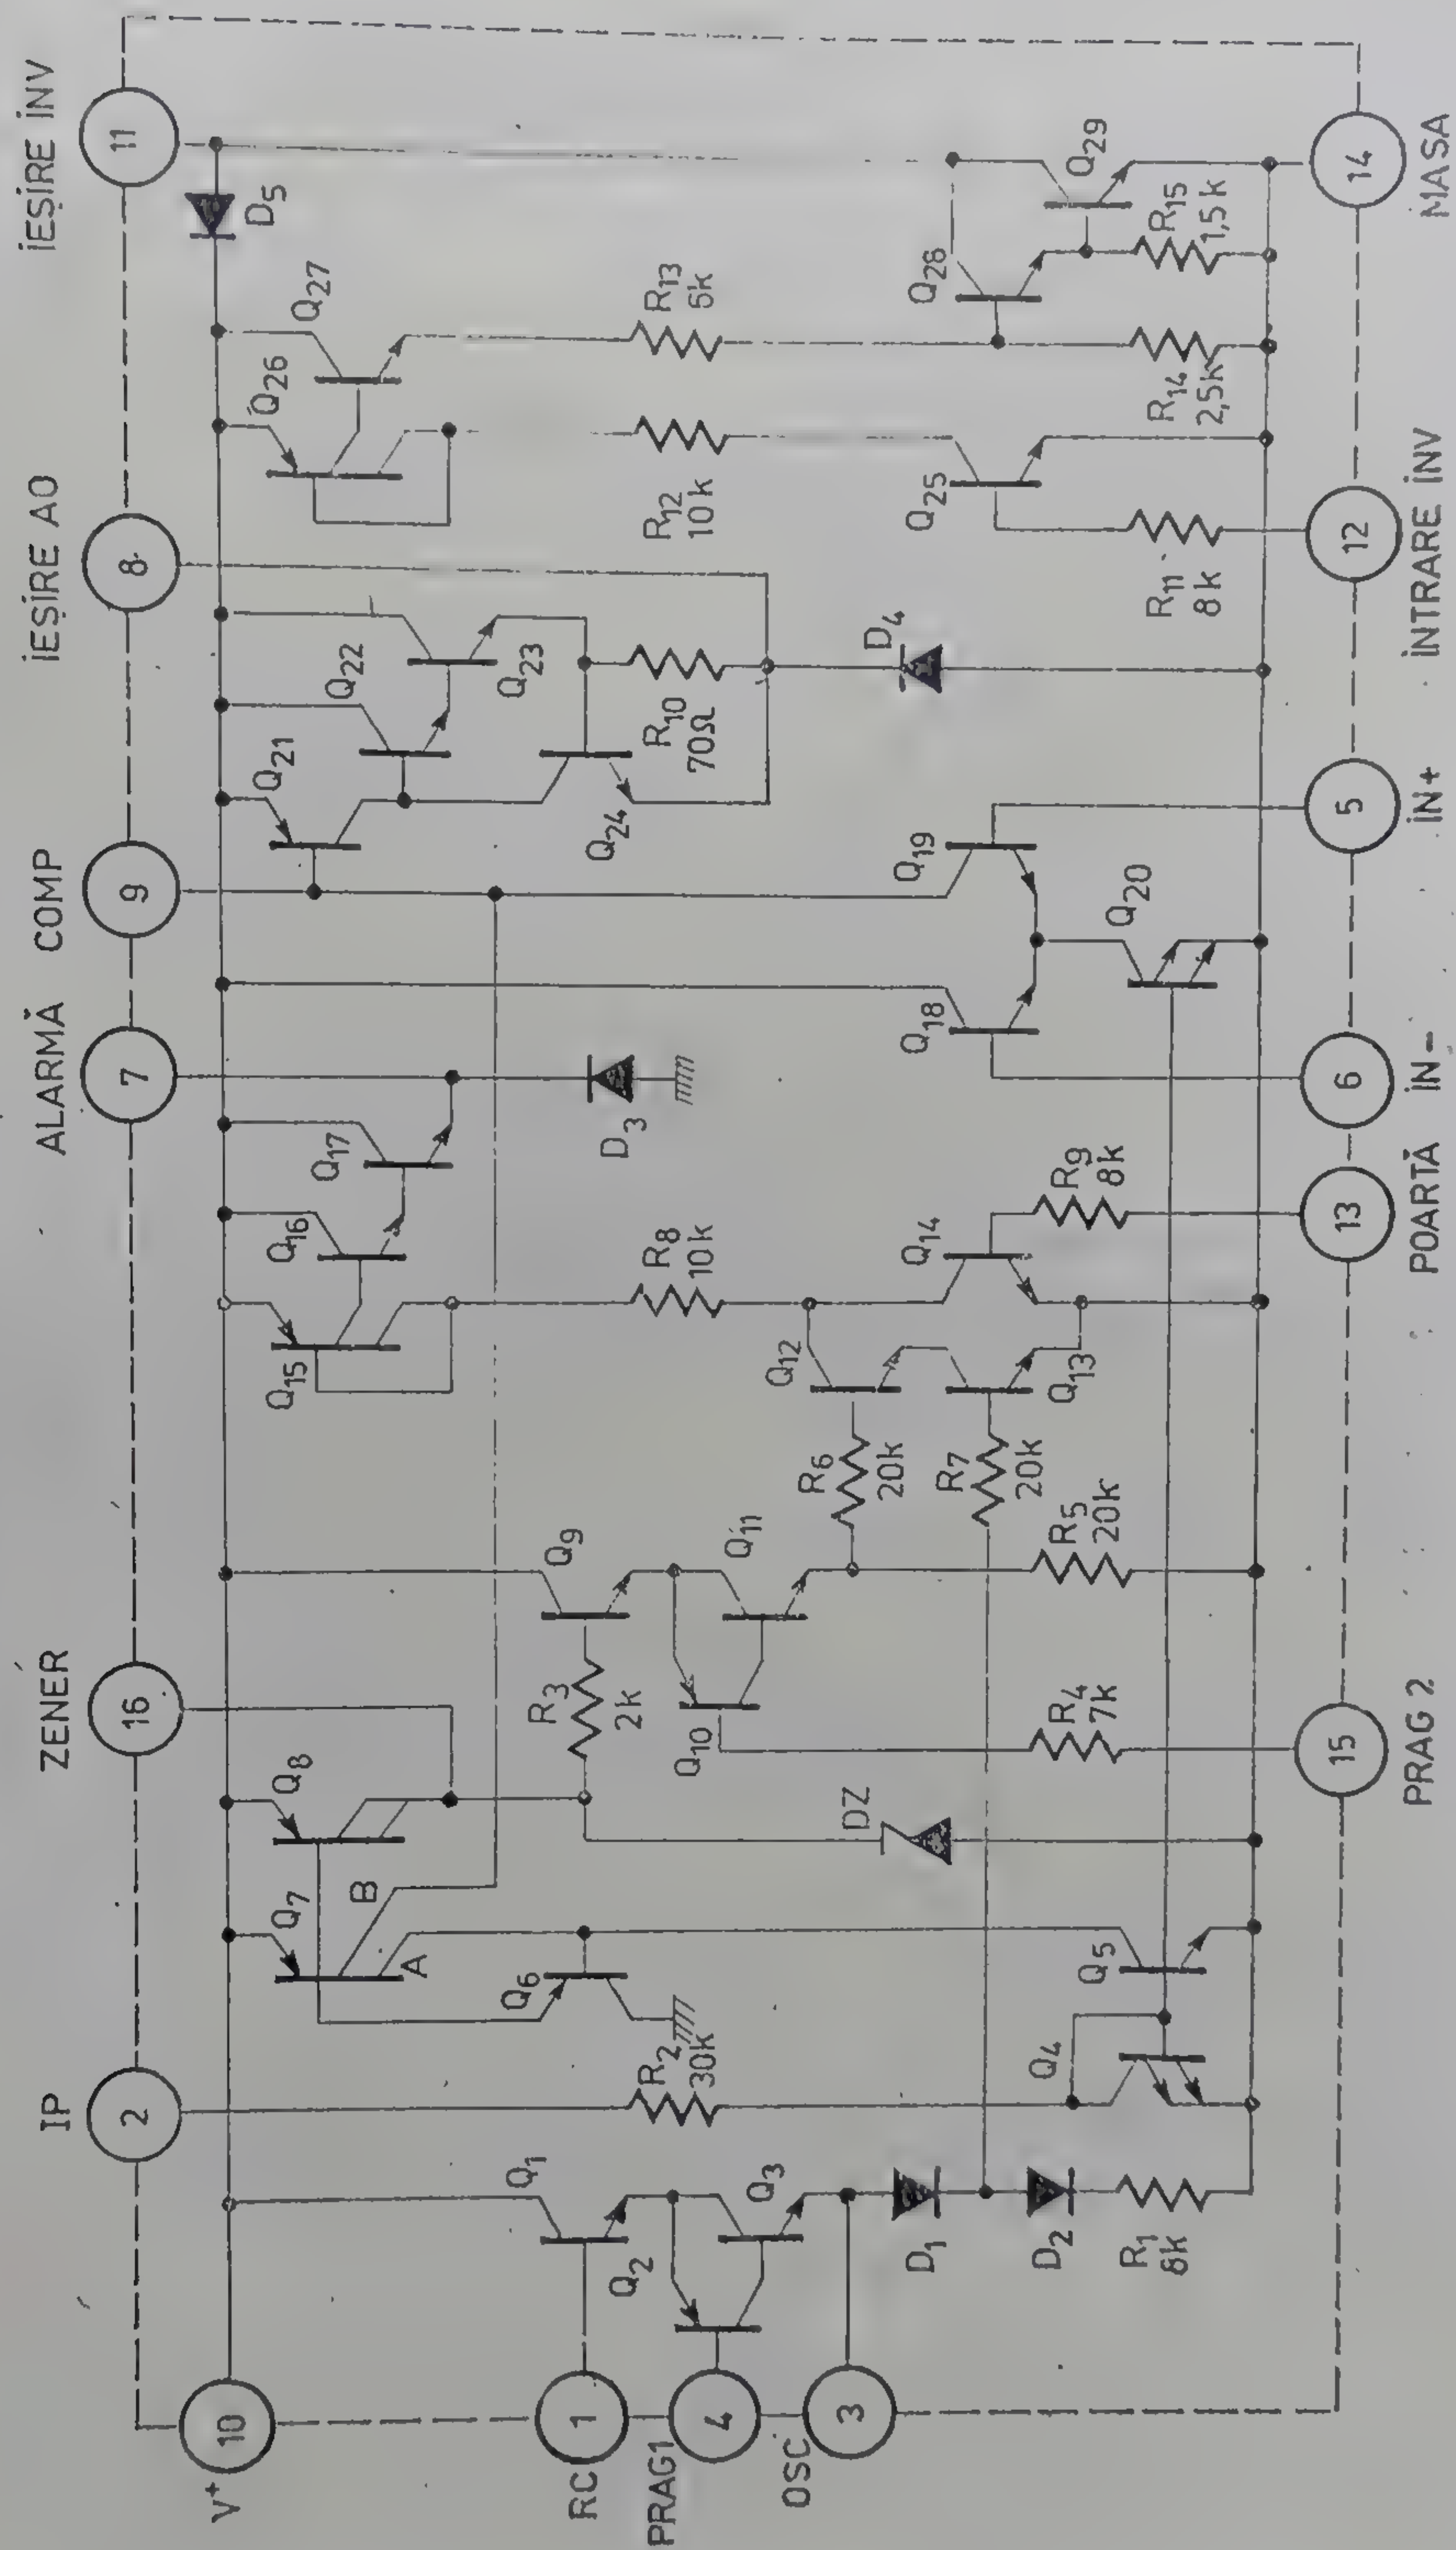 IP
ZENER
ALARMĂ
COMP
IEŞIRE AO
IEŞIRE INV
2
16
7
9
8
11
V+
10
RC
1
PRAG1
4
OSC
3
Q1
Q2
Q3
D1
D2
R1
8k
R2
30k
Q4
Q5
Q6
Q7
A
B
Q8
DZ
R3
2k
Q9
Q10
Q11
R4
7k
R5
20k
R6
20k
R7
20k
Q12
Q13
Q14
Q15
Q16
Q17
R8
10k
R9
8k
D3
Q18
Q19
Q20
Q21
Q22
Q23
Q24
R10
70Ω
D4
Q25
R11
8k
R12
10k
Q26
Q27
R13
R14
2,5k
Q28
Q29
R15
1,5k
D5
15
13
6
5
12
14
PRAG 2
POARTĂ
IN-
IN+
INTRARE INV
MASA